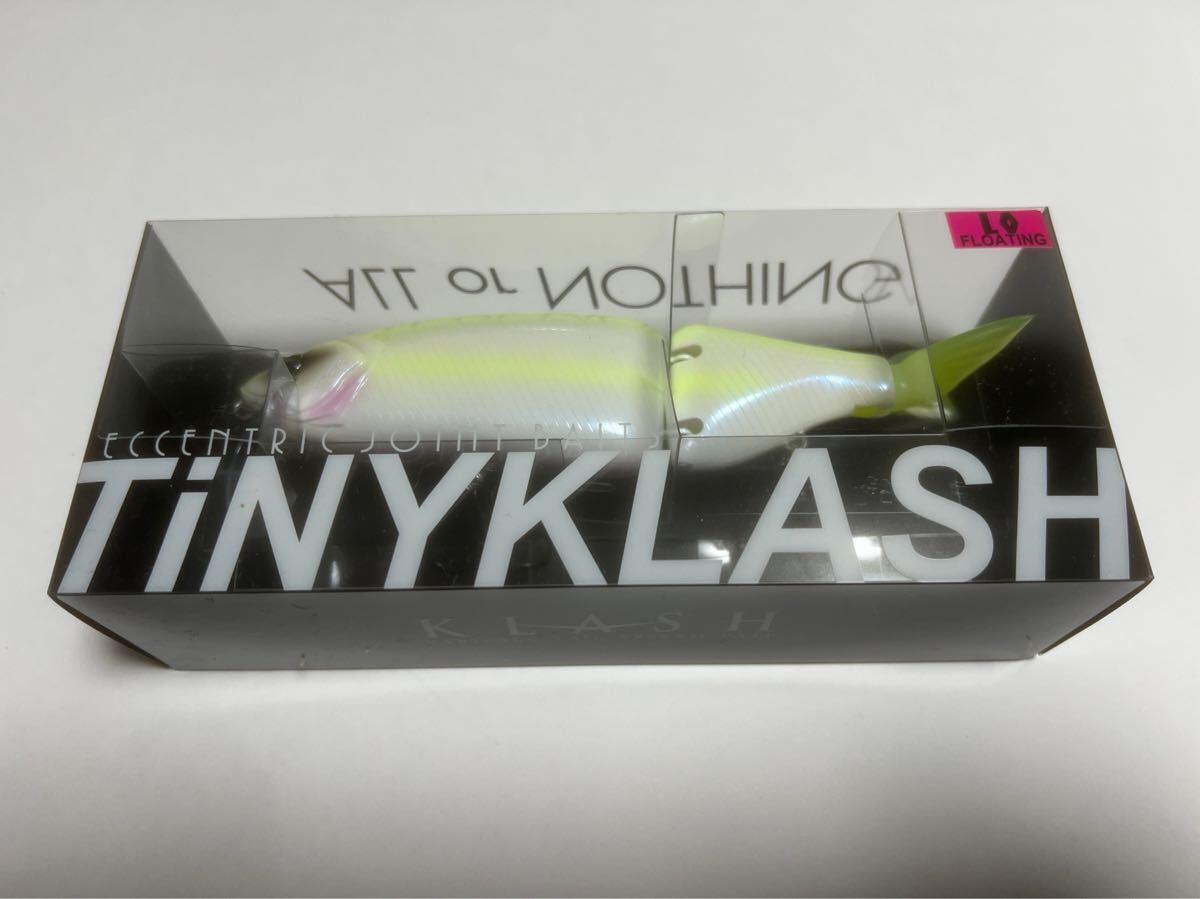 LO
FLOATING
ALL or NOTHING
ECCENTRIC JOINT BAITS
TiNYKLASH
KLASH